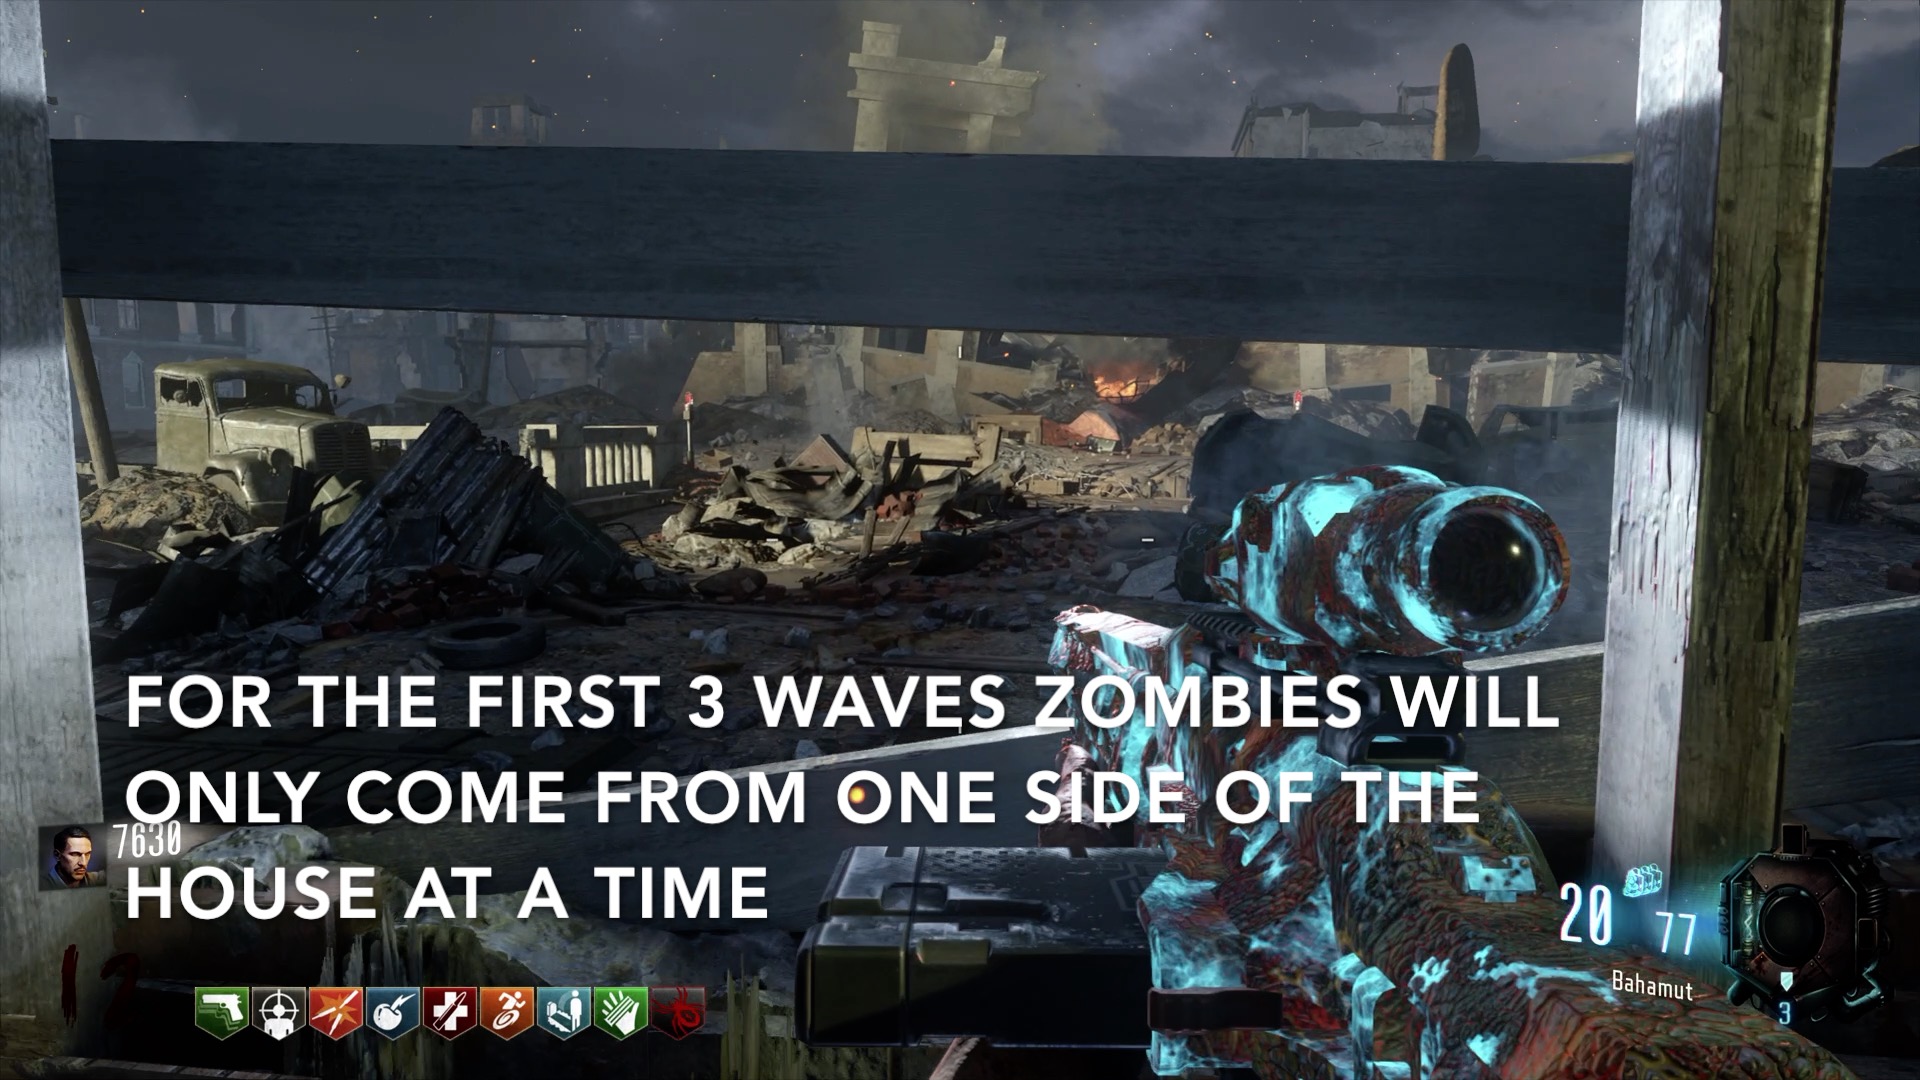 FOR THE FIRST 3 WAVES ZOMBIES WILL
ONLY COME FROM ONE SIDE OF THE
HOUSE AT A TIME
7630
12
20
77
Bahamut
3